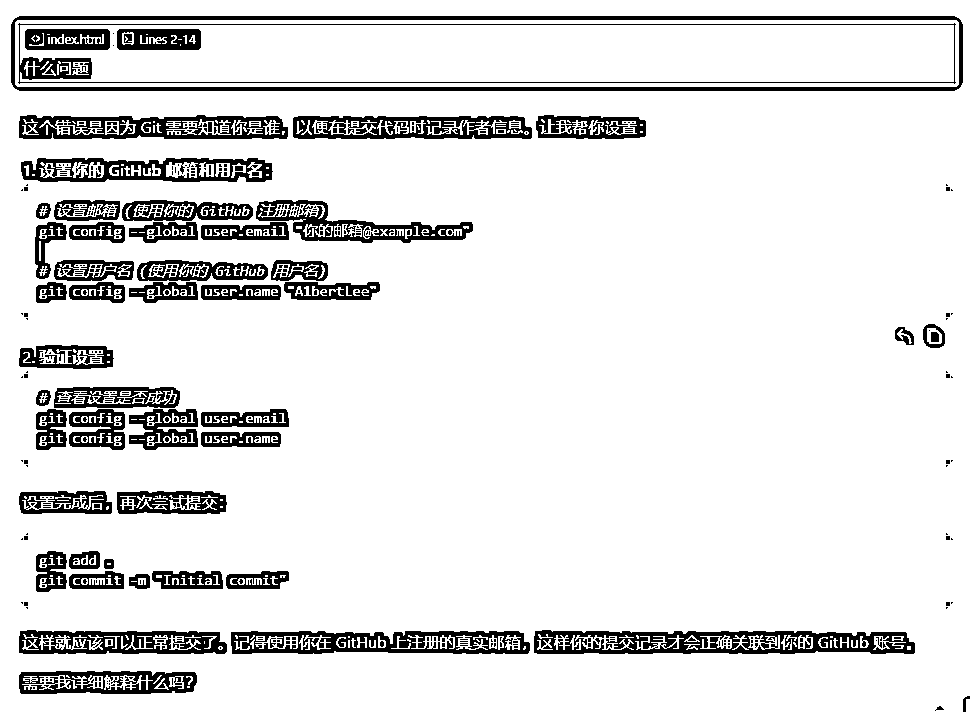 index.html Lines 2-14
什么问题
这个错误是因为 Git 需要知道你是谁，以便在提交代码时记录作者信息。让我帮你设置：
1. 设置你的 GitHub 邮箱和用户名：
# 设置邮箱 (使用你的 GitHub 注册邮箱)
git config --global user.email "你的邮箱@example.com"
# 设置用户名 (使用你的 GitHub 用户名)
git config --global user.name "A1bertLee"
2. 验证设置：
# 查看设置是否成功
git config --global user.email
git config --global user.name
设置完成后，再次尝试提交：
git add .
git commit -m "Initial commit"
这样就应该可以正常提交了。记得使用你在 GitHub 上注册的真实邮箱，这样你的提交记录才会正确关联到你的 GitHub 账号。
需要我详细解释什么吗？